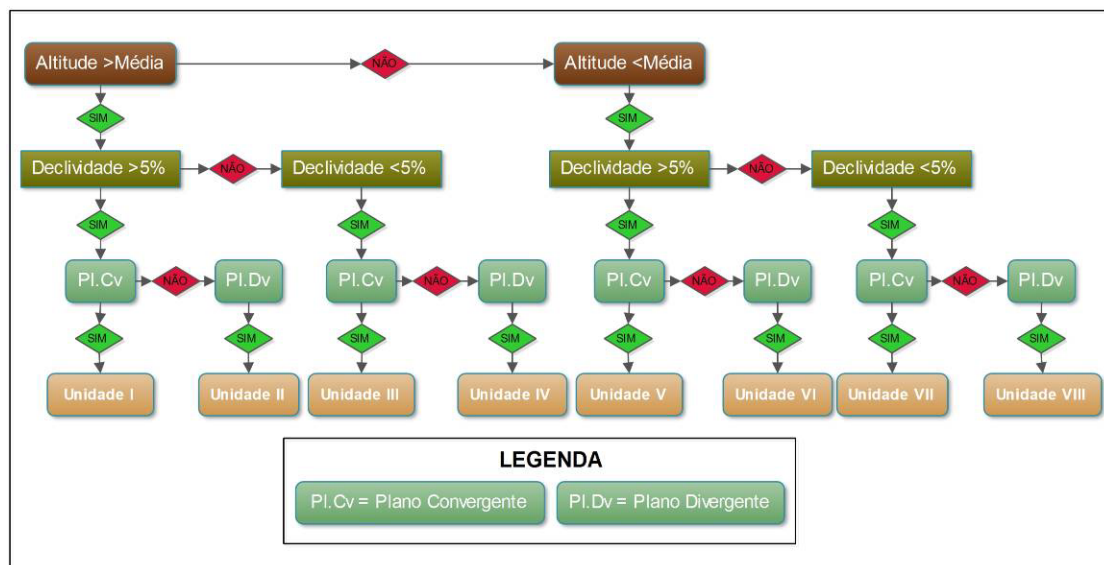 Altitude >Média
NÃO
Altitude <Média
SIM
SIM
Declividade >5%
NÃO
Declividade <5%
Declividade >5%
NÃO
Declividade <5%
SIM
SIM
SIM
SIM
Pl.Cv
NÃO
Pl.Dv
Pl.Cv
NÃO
Pl.Dv
Pl.Cv
NÃO
Pl.Dv
Pl.Cv
NÃO
Pl.Dv
SIM
SIM
SIM
SIM
SIM
SIM
SIM
SIM
Unidade I
Unidade II
Unidade III
Unidade IV
Unidade V
Unidade VI
Unidade VII
Unidade VIII
LEGENDA
Pl.Cv = Plano Convergente
Pl.Dv = Plano Divergente